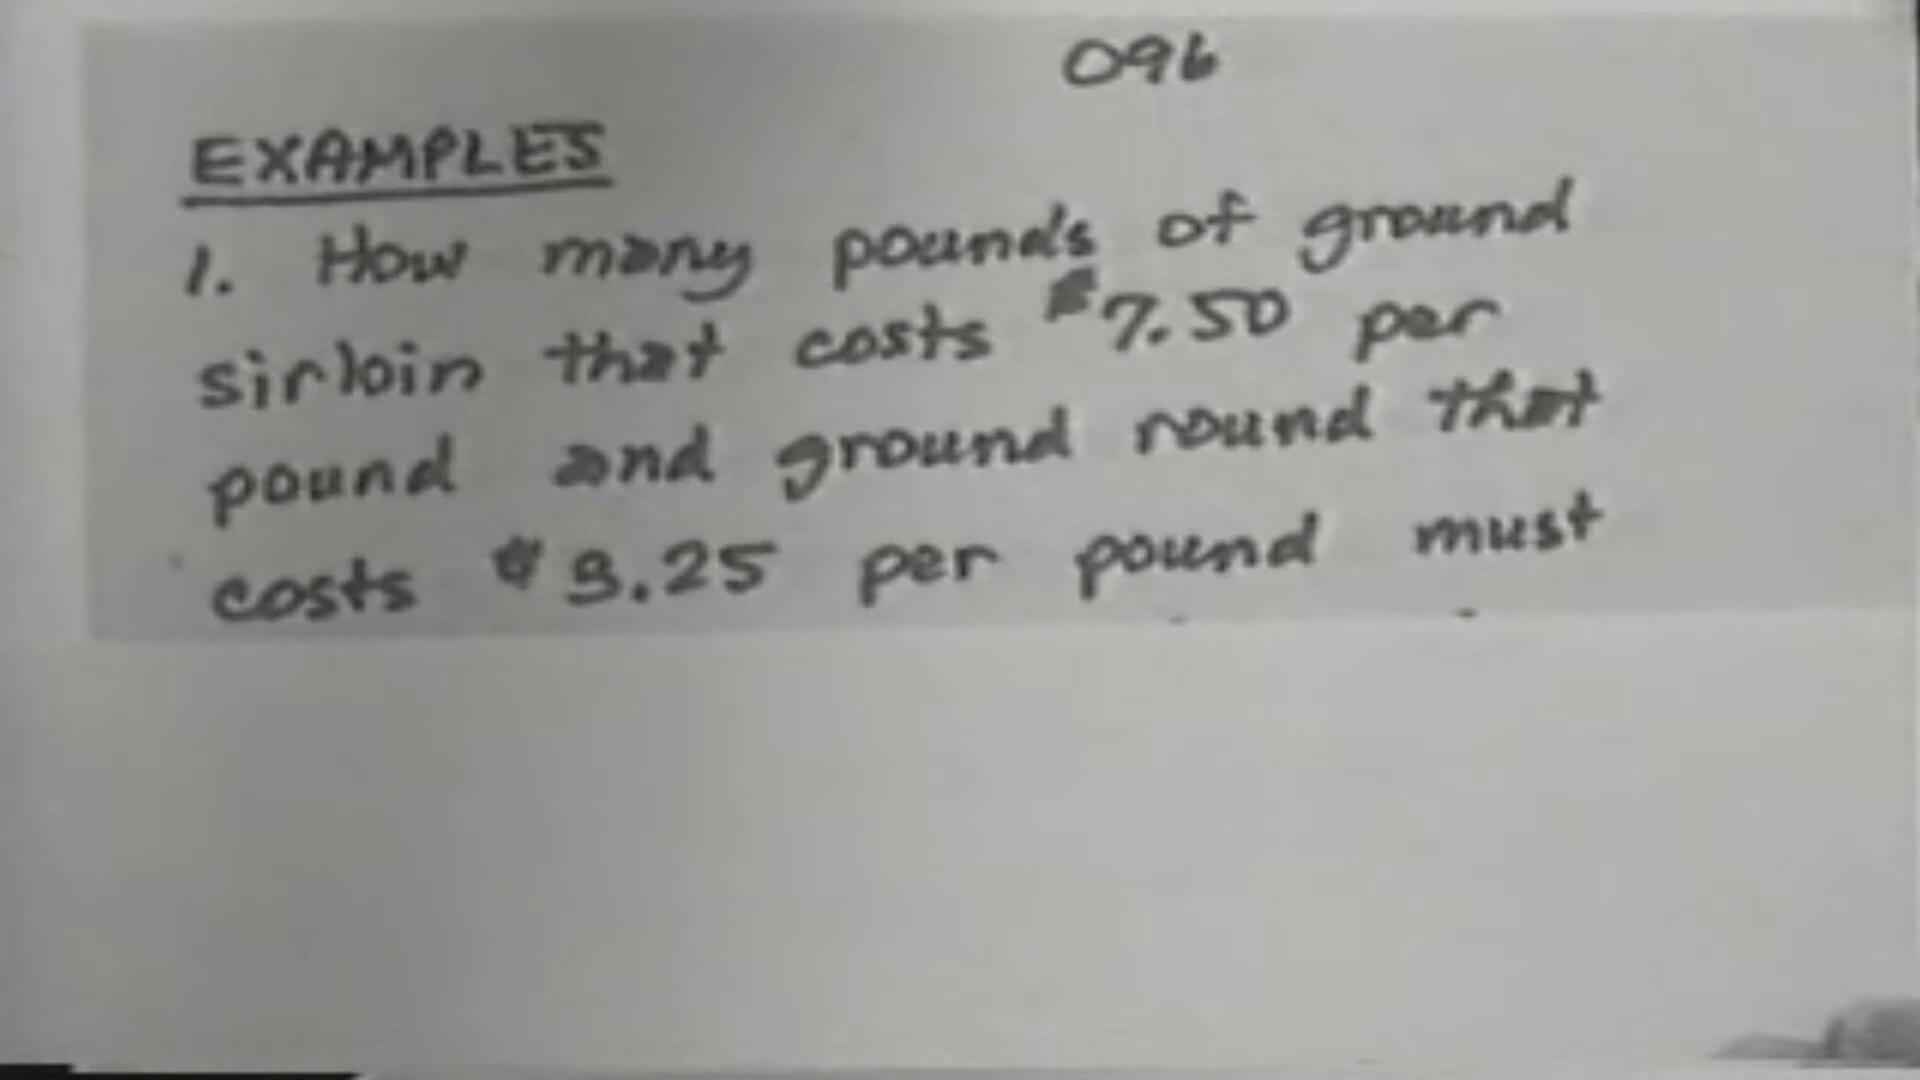 096
EXAMPLES
1. How many pounds of ground
sirloin that costs $7.50 per
pound and ground round that
costs $3.25 per pound must